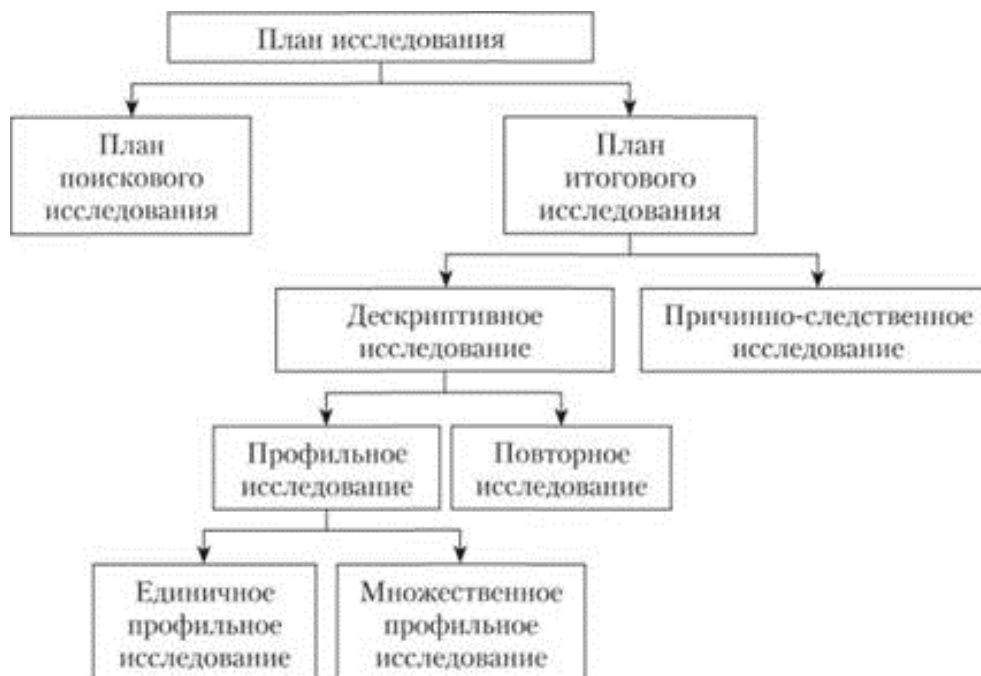 План исследования
План
поискового
исследования
План
итогового
исследования
Дескриптивное
исследование
Причинно-следственное
исследование
Профильное
исследование
Повторное
исследование
Единичное
профильное
исследование
Множественное
профильное
исследование